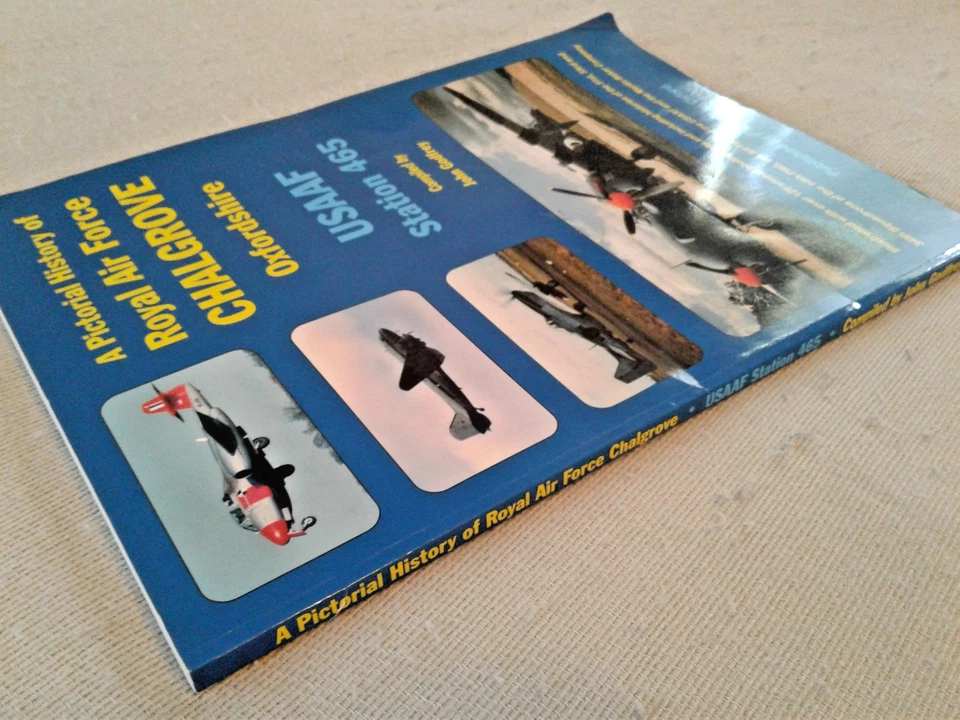 A Pictorial History of
Royal Air Force
CHALGROVE
Oxfordshire
USAAF
Station 465
Compiled by
John Godfrey
A Pictorial History of Royal Air Force Chalgrove • USAAF Station 465 • Compiled by John